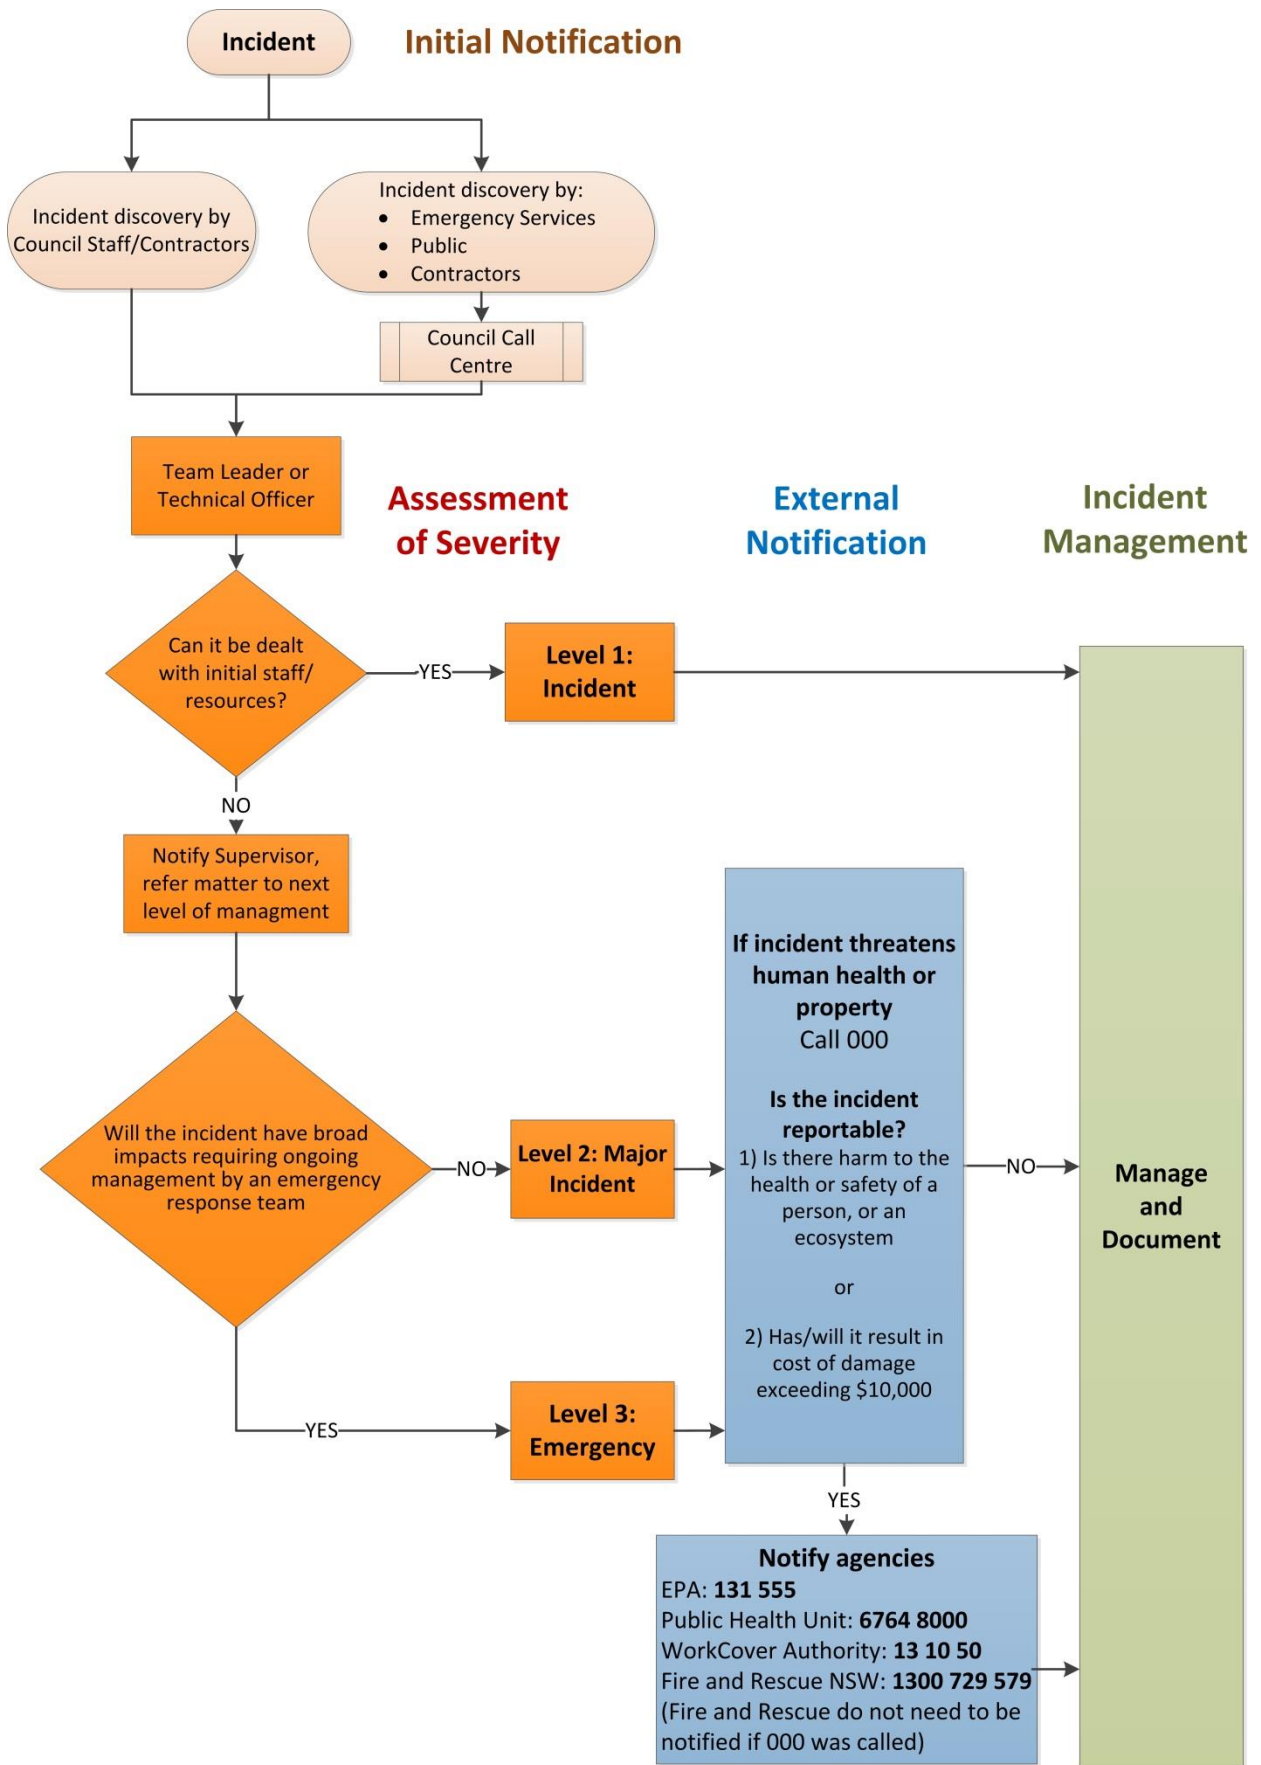 Incident
Initial Notification
Incident discovery by
Council Staff/Contractors
Incident discovery by:
• Emergency Services
• Public
• Contractors
Council Call
Centre
Team Leader or
Technical Officer
Assessment
of Severity
External
Notification
Incident
Management
Can it be dealt
with initial staff/
resources?
YES
Level 1:
Incident
NO
Notify Supervisor,
refer matter to next
level of managment
Will the incident have broad
impacts requiring ongoing
management by an emergency
response team
NO
Level 2: Major
Incident
YES
Level 3:
Emergency
If incident threatens
human health or
property
Call 000
Is the incident
reportable?
1) Is there harm to the
health or safety of a
person, or an
ecosystem
or
2) Has/will it result in
cost of damage
exceeding $10,000
NO
YES
Manage
and
Document
Notify agencies
EPA: 131 555
Public Health Unit: 6764 8000
WorkCover Authority: 13 10 50
Fire and Rescue NSW: 1300 729 579
(Fire and Rescue do not need to be
notified if 000 was called)